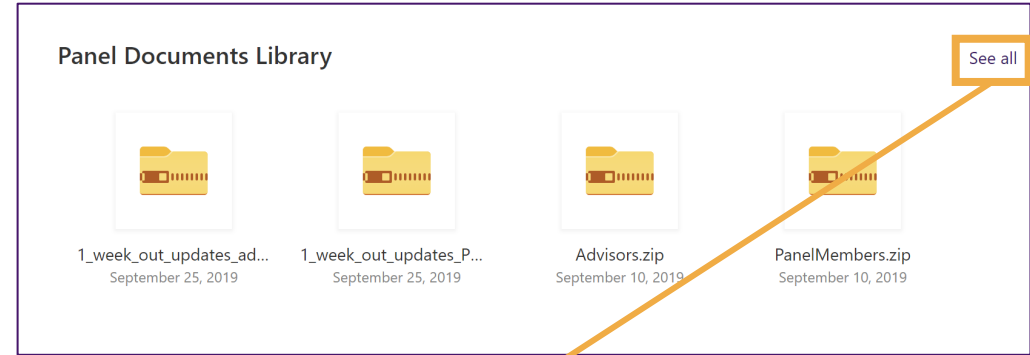 Panel Documents Library
See all
1_week_out_updates_ad...
1_week_out_updates_P...
Advisors.zip
PanelMembers.zip
September 25, 2019
September 25, 2019
September 10, 2019
September 10, 2019